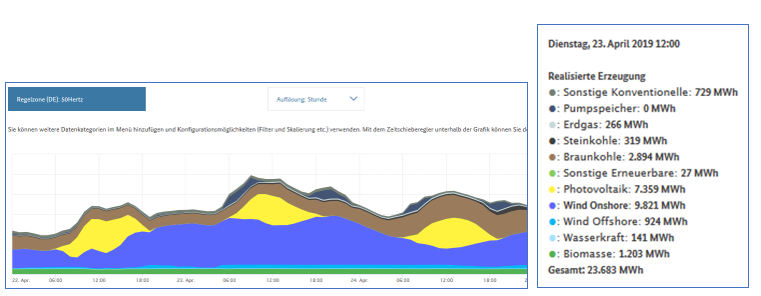 Regelzone (DE): 50Hertz
Auflösung: Stunde
Sie können weitere Datenkategorien im Menü hinzufügen und Konfigurationsmöglichkeiten (Filter und Skalierung etc.) verwenden. Mit dem Zeitschieberegler unterhalb der Grafik können Sie de
22. Apr.
06:00
12:00
18:00
23. Apr.
06:00
12:00
18:00
24. Apr.
06:00
12:00
18:00
2
Dienstag, 23. April 2019 12:00
Realisierte Erzeugung
: Sonstige Konventionelle: 729 MWh
: Pumpspeicher: 0 MWh
: Erdgas: 266 MWh
: Steinkohle: 319 MWh
: Braunkohle: 2.894 MWh
: Sonstige Erneuerbare: 27 MWh
: Photovoltaik: 7.359 MWh
: Wind Onshore: 9.821 MWh
: Wind Offshore: 924 MWh
: Wasserkraft: 141 MWh
: Biomasse: 1.203 MWh
Gesamt: 23.683 MWh